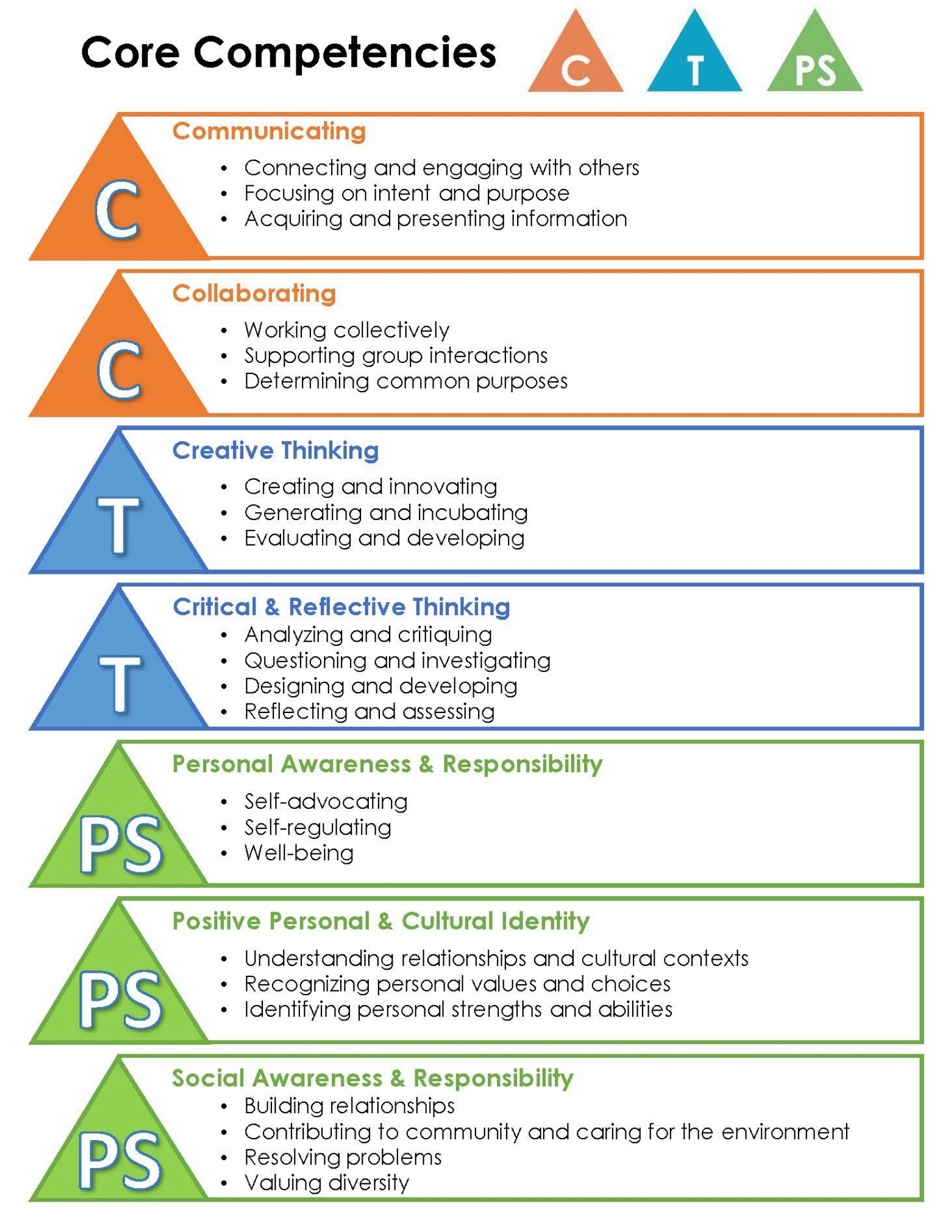 Core Competencies C T PS
C
Communicating
• Connecting and engaging with others
• Focusing on intent and purpose
• Acquiring and presenting information
C
Collaborating
• Working collectively
• Supporting group interactions
• Determining common purposes
T
Creative Thinking
• Creating and innovating
• Generating and incubating
• Evaluating and developing
T
Critical & Reflective Thinking
• Analyzing and critiquing
• Questioning and investigating
• Designing and developing
• Reflecting and assessing
PS
Personal Awareness & Responsibility
• Self-advocating
• Self-regulating
• Well-being
PS
Positive Personal & Cultural Identity
• Understanding relationships and cultural contexts
• Recognizing personal values and choices
• Identifying personal strengths and abilities
PS
Social Awareness & Responsibility
• Building relationships
• Contributing to community and caring for the environment
• Resolving problems
• Valuing diversity